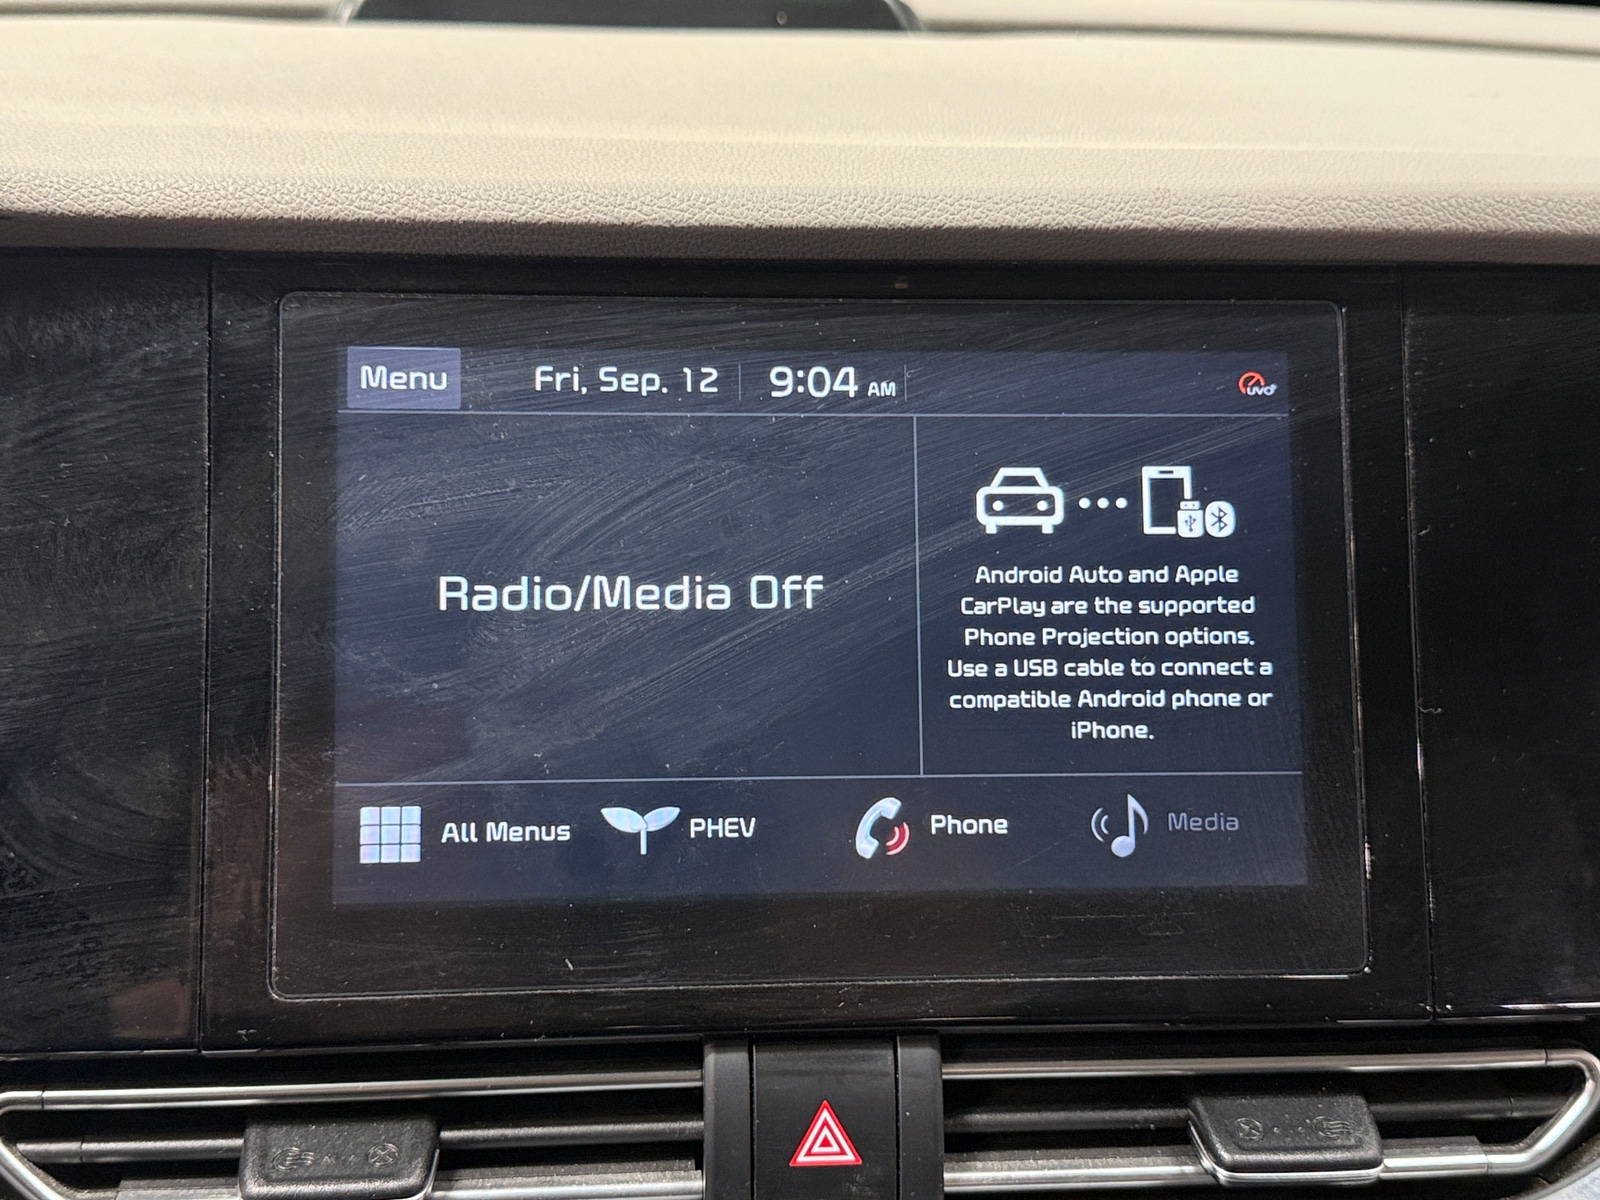 Menu Fri, Sep. 12 9:04 AM UVO
Radio/Media Off
Android Auto and Apple
CarPlay are the supported
Phone Projection options.
Use a USB cable to connect a
compatible Android phone or
iPhone.
All Menus PHEV Phone Media